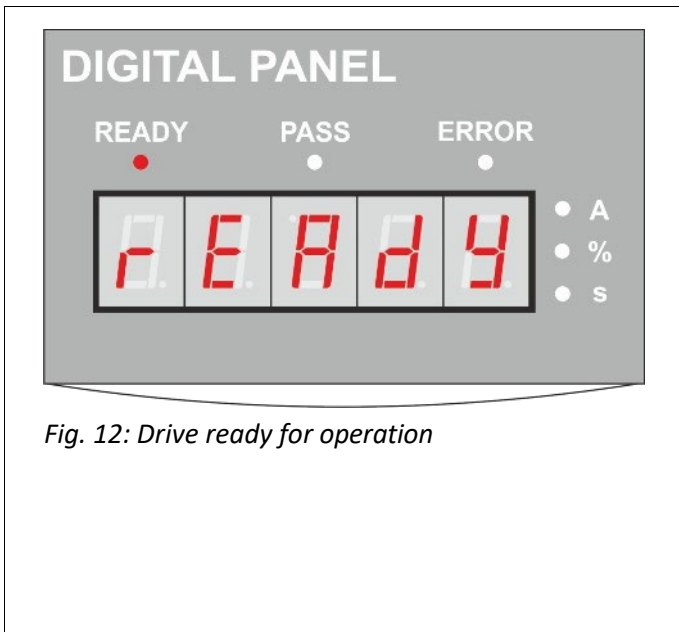 DIGITAL PANEL
READY PASS ERROR
rEAdY
A
%
s
Fig. 12: Drive ready for operation